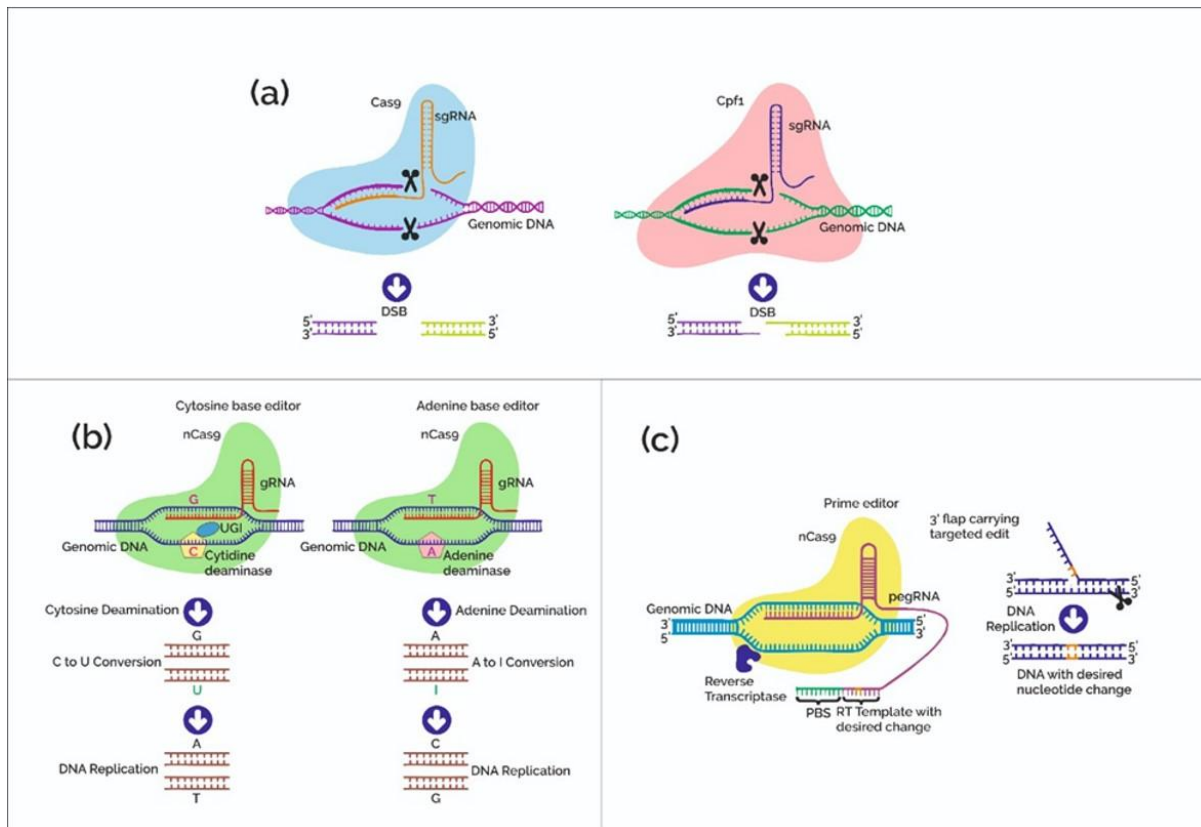 (a)
Cas9
sgRNA
Genomic DNA
DSB
5' 3'
3' 5'
Cpf1
sgRNA
Genomic DNA
DSB
5' 3'
3' 5'
(b)
Cytosine base editor
nCas9
gRNA
G
UGI
Genomic DNA
C
Cytidine
deaminase
Cytosine Deamination
G
C to U Conversion
U
A
DNA Replication
T
Adenine base editor
nCas9
gRNA
T
Genomic DNA
A
Adenine
deaminase
Adenine Deamination
A
A to I Conversion
I
C
DNA Replication
G
(c)
Prime editor
nCas9
pegRNA
Genomic DNA
3' 5'
5' 3'
Reverse
Transcriptase
PBS
RT Template with
desired change
3' flap carrying
targeted edit
3' 5'
5' 3'
DNA
Replication
3' 5'
5' 3'
DNA with desired
nucleotide change